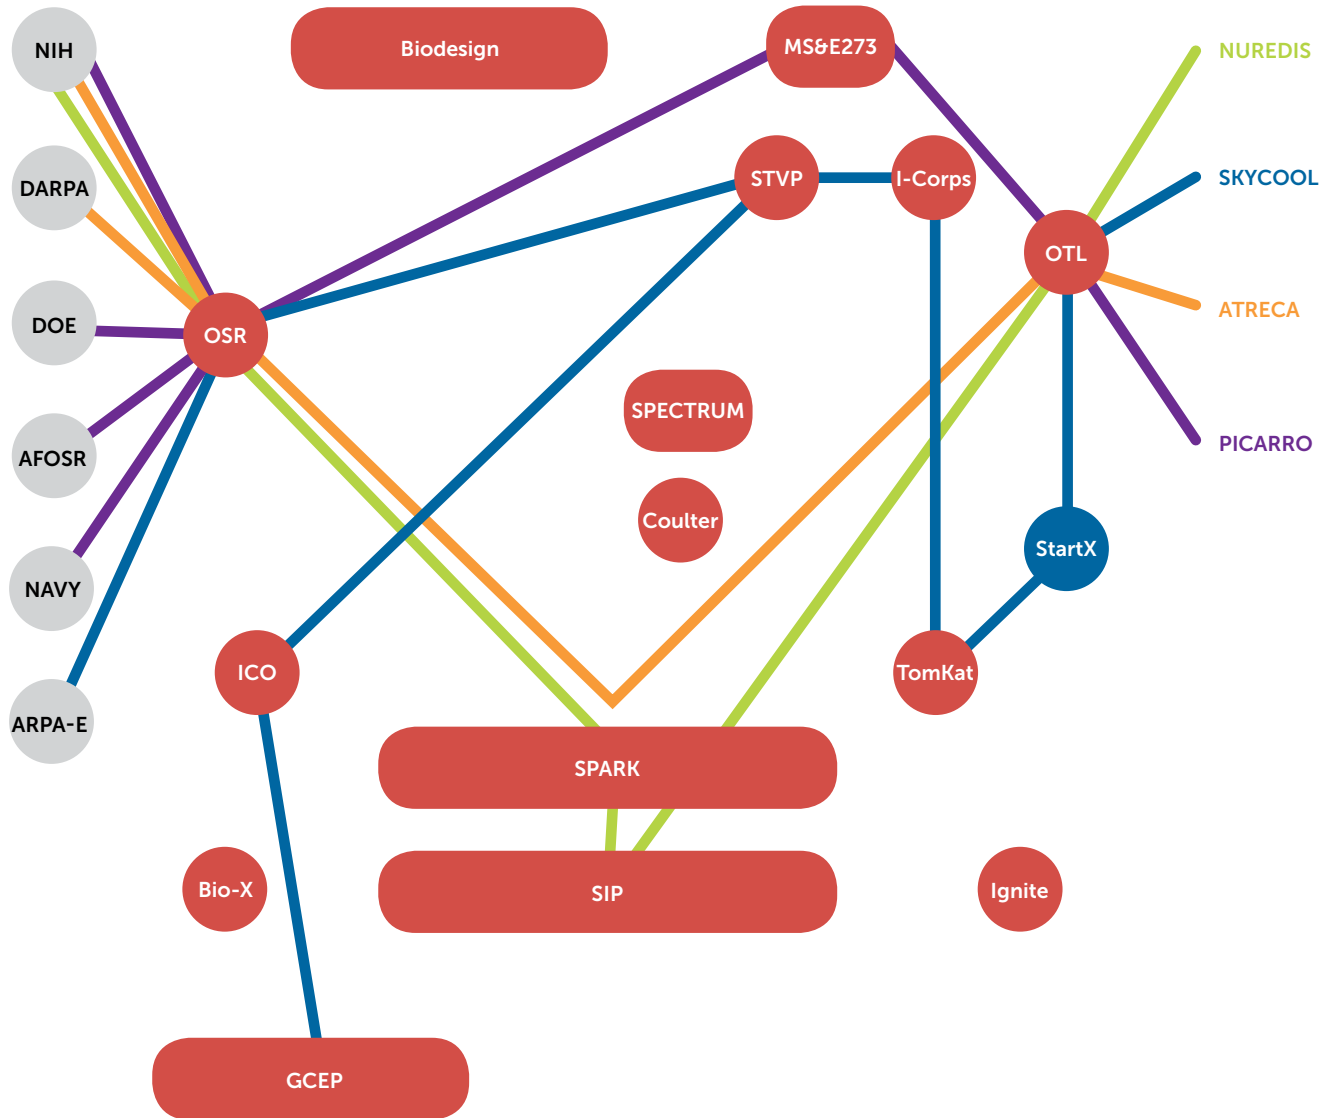 NIH
Biodesign
MS&E273
NUREDIS
DARPA
STVP
I-Corps
SKYCOOL
OTL
DOE
OSR
ATRECA
SPECTRUM
PICARRO
AFOSR
Coulter
StartX
NAVY
ICO
TomKat
ARPA-E
SPARK
Bio-X
SIP
Ignite
GCEP